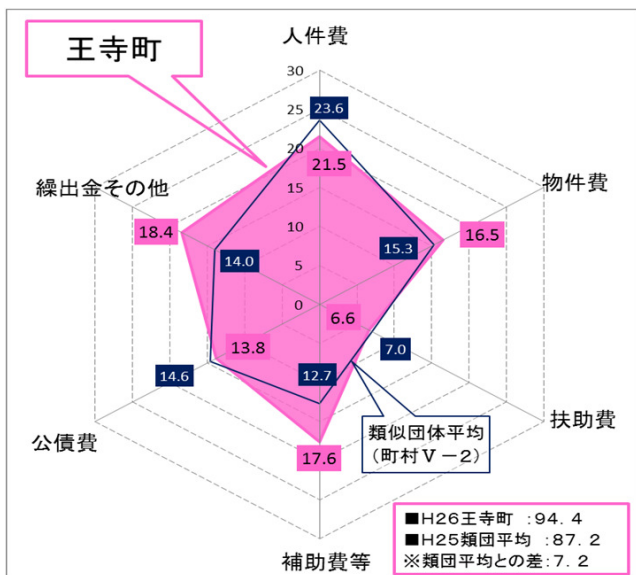 王寺町
人件費
30
25
23.6
20
21.5
15
10
5
0
物件費
16.5
15.3
繰出金その他
18.4
14.0
6.6
7.0
扶助費
13.8
14.6
公債費
12.7
17.6
補助費等
類似団体平均
(町村Ⅴ－2)
■H26王寺町 :94.4
■H25類団平均 :87.2
※類団平均との差:7.2